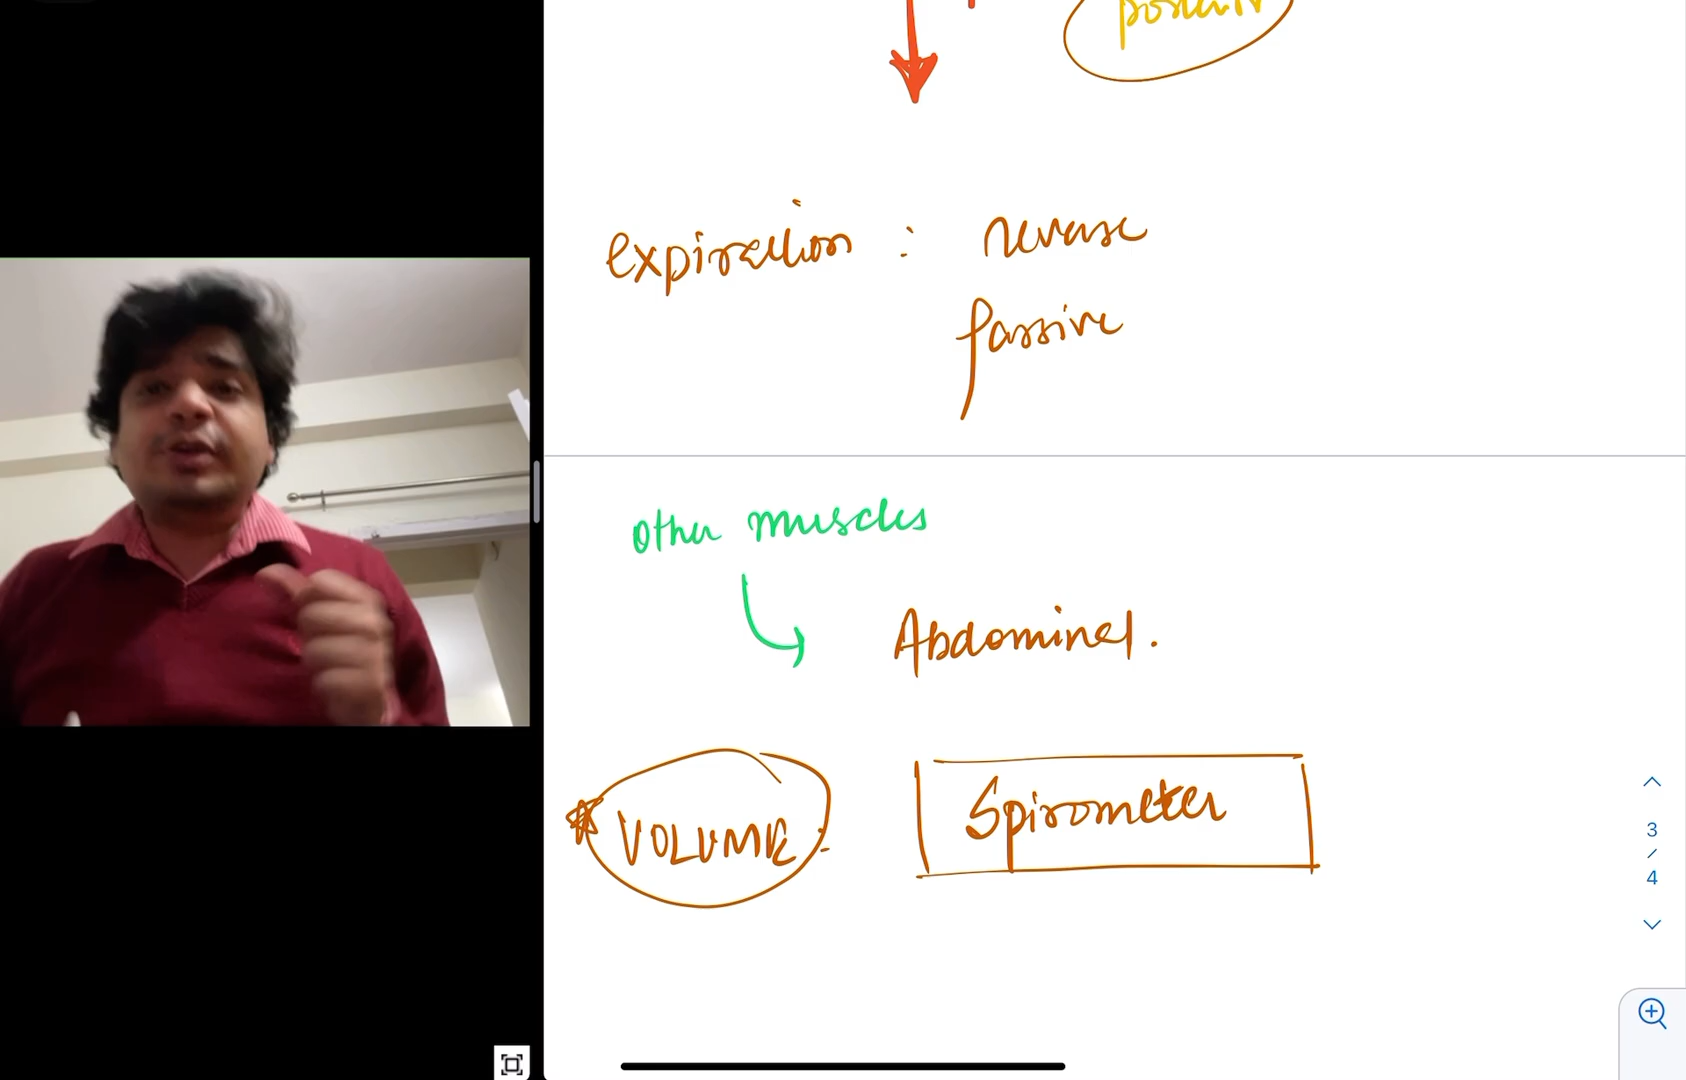 expiration : reverse
passive
other muscles
Abdominal.
VOLUME :
Spirometer
3
/
4